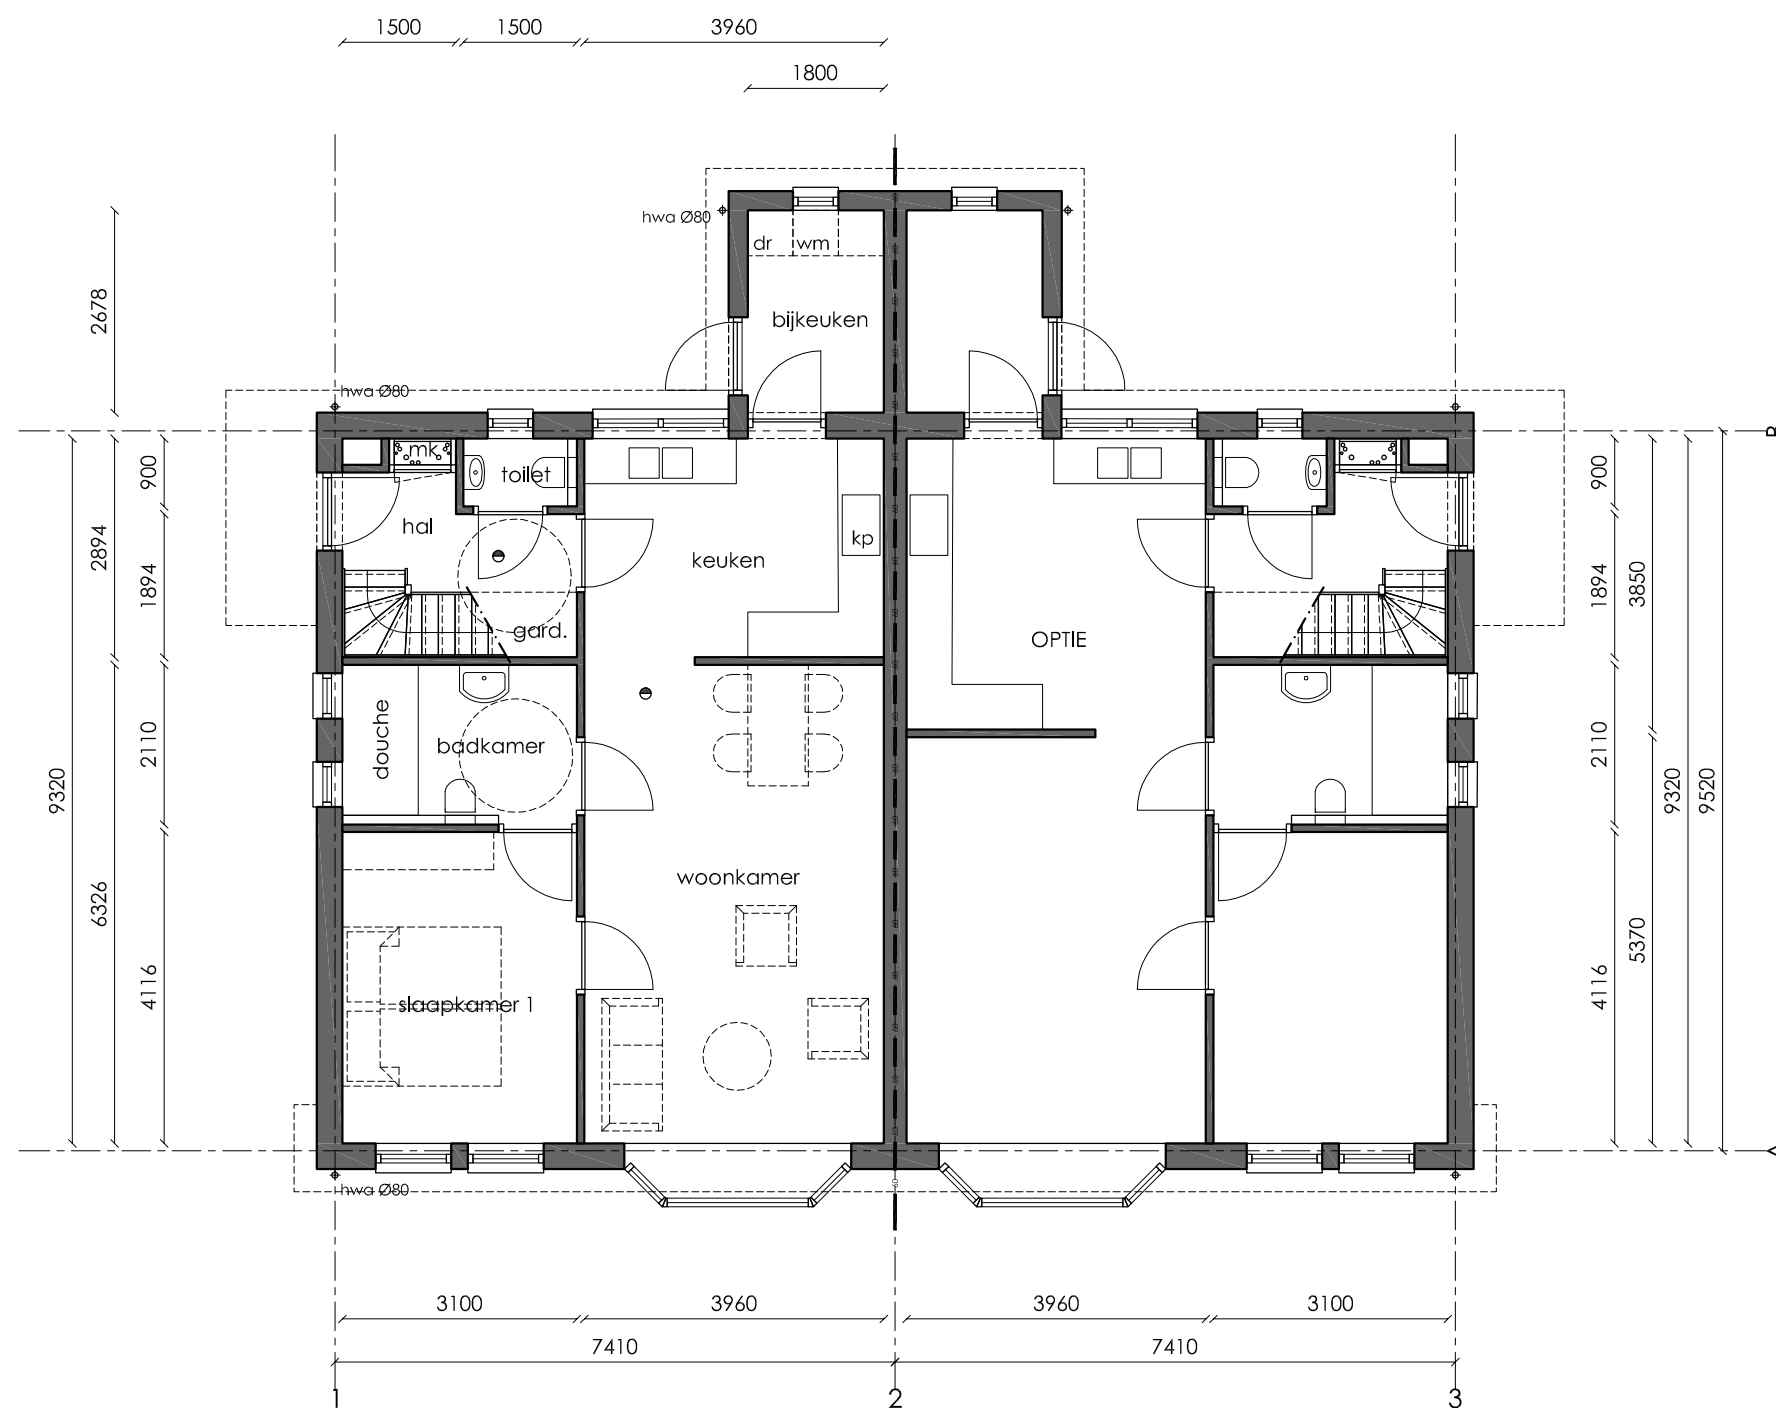 1500 1500 3960
1800
hwa Ø80
dr wm
2678
bijkeuken
hwa Ø80
B
mk
toilet
900 900
hal
kp
keuken
2894 1894 1894 3850
gard.
OPTIE
douche
badkamer
9320 2110 2110 9320 9520
woonkamer
6326 5370
4116 4116
slaapkamer 1
A
hwa Ø80
3100 3960 3960 3100
7410 7410
1 2 3